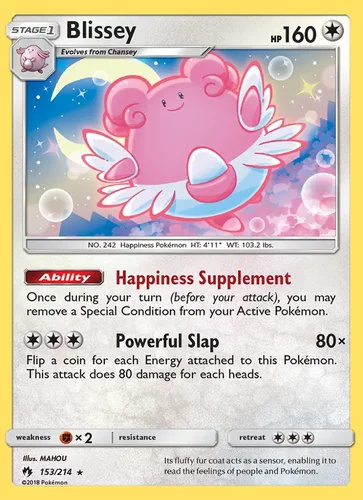 STAGE 1
Blissey
HP 160
Evolves from Chansey
NO. 242 Happiness Pokémon HT: 4'11" WT: 103.2 lbs.
Ability Happiness Supplement
Once during your turn (before your attack), you may
remove a Special Condition from your Active Pokémon.
Powerful Slap 80×
Flip a coin for each Energy attached to this Pokémon.
This attack does 80 damage for each heads.
weakness ×2 resistance retreat
Illus. MAHOU
153/214 ★
©2018 Pokémon
Its fluffy fur coat acts as a sensor, enabling it to
read the feelings of people and Pokémon.